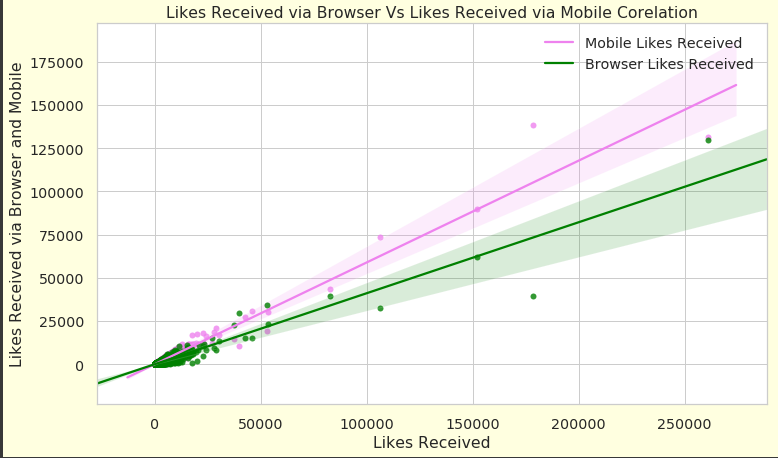 Likes Received via Browser Vs Likes Received via Mobile Corelation
Mobile Likes Received
Browser Likes Received
Likes Received via Browser and Mobile
175000
150000
125000
100000
75000
50000
25000
0
0 50000 100000 150000 200000 250000
Likes Received